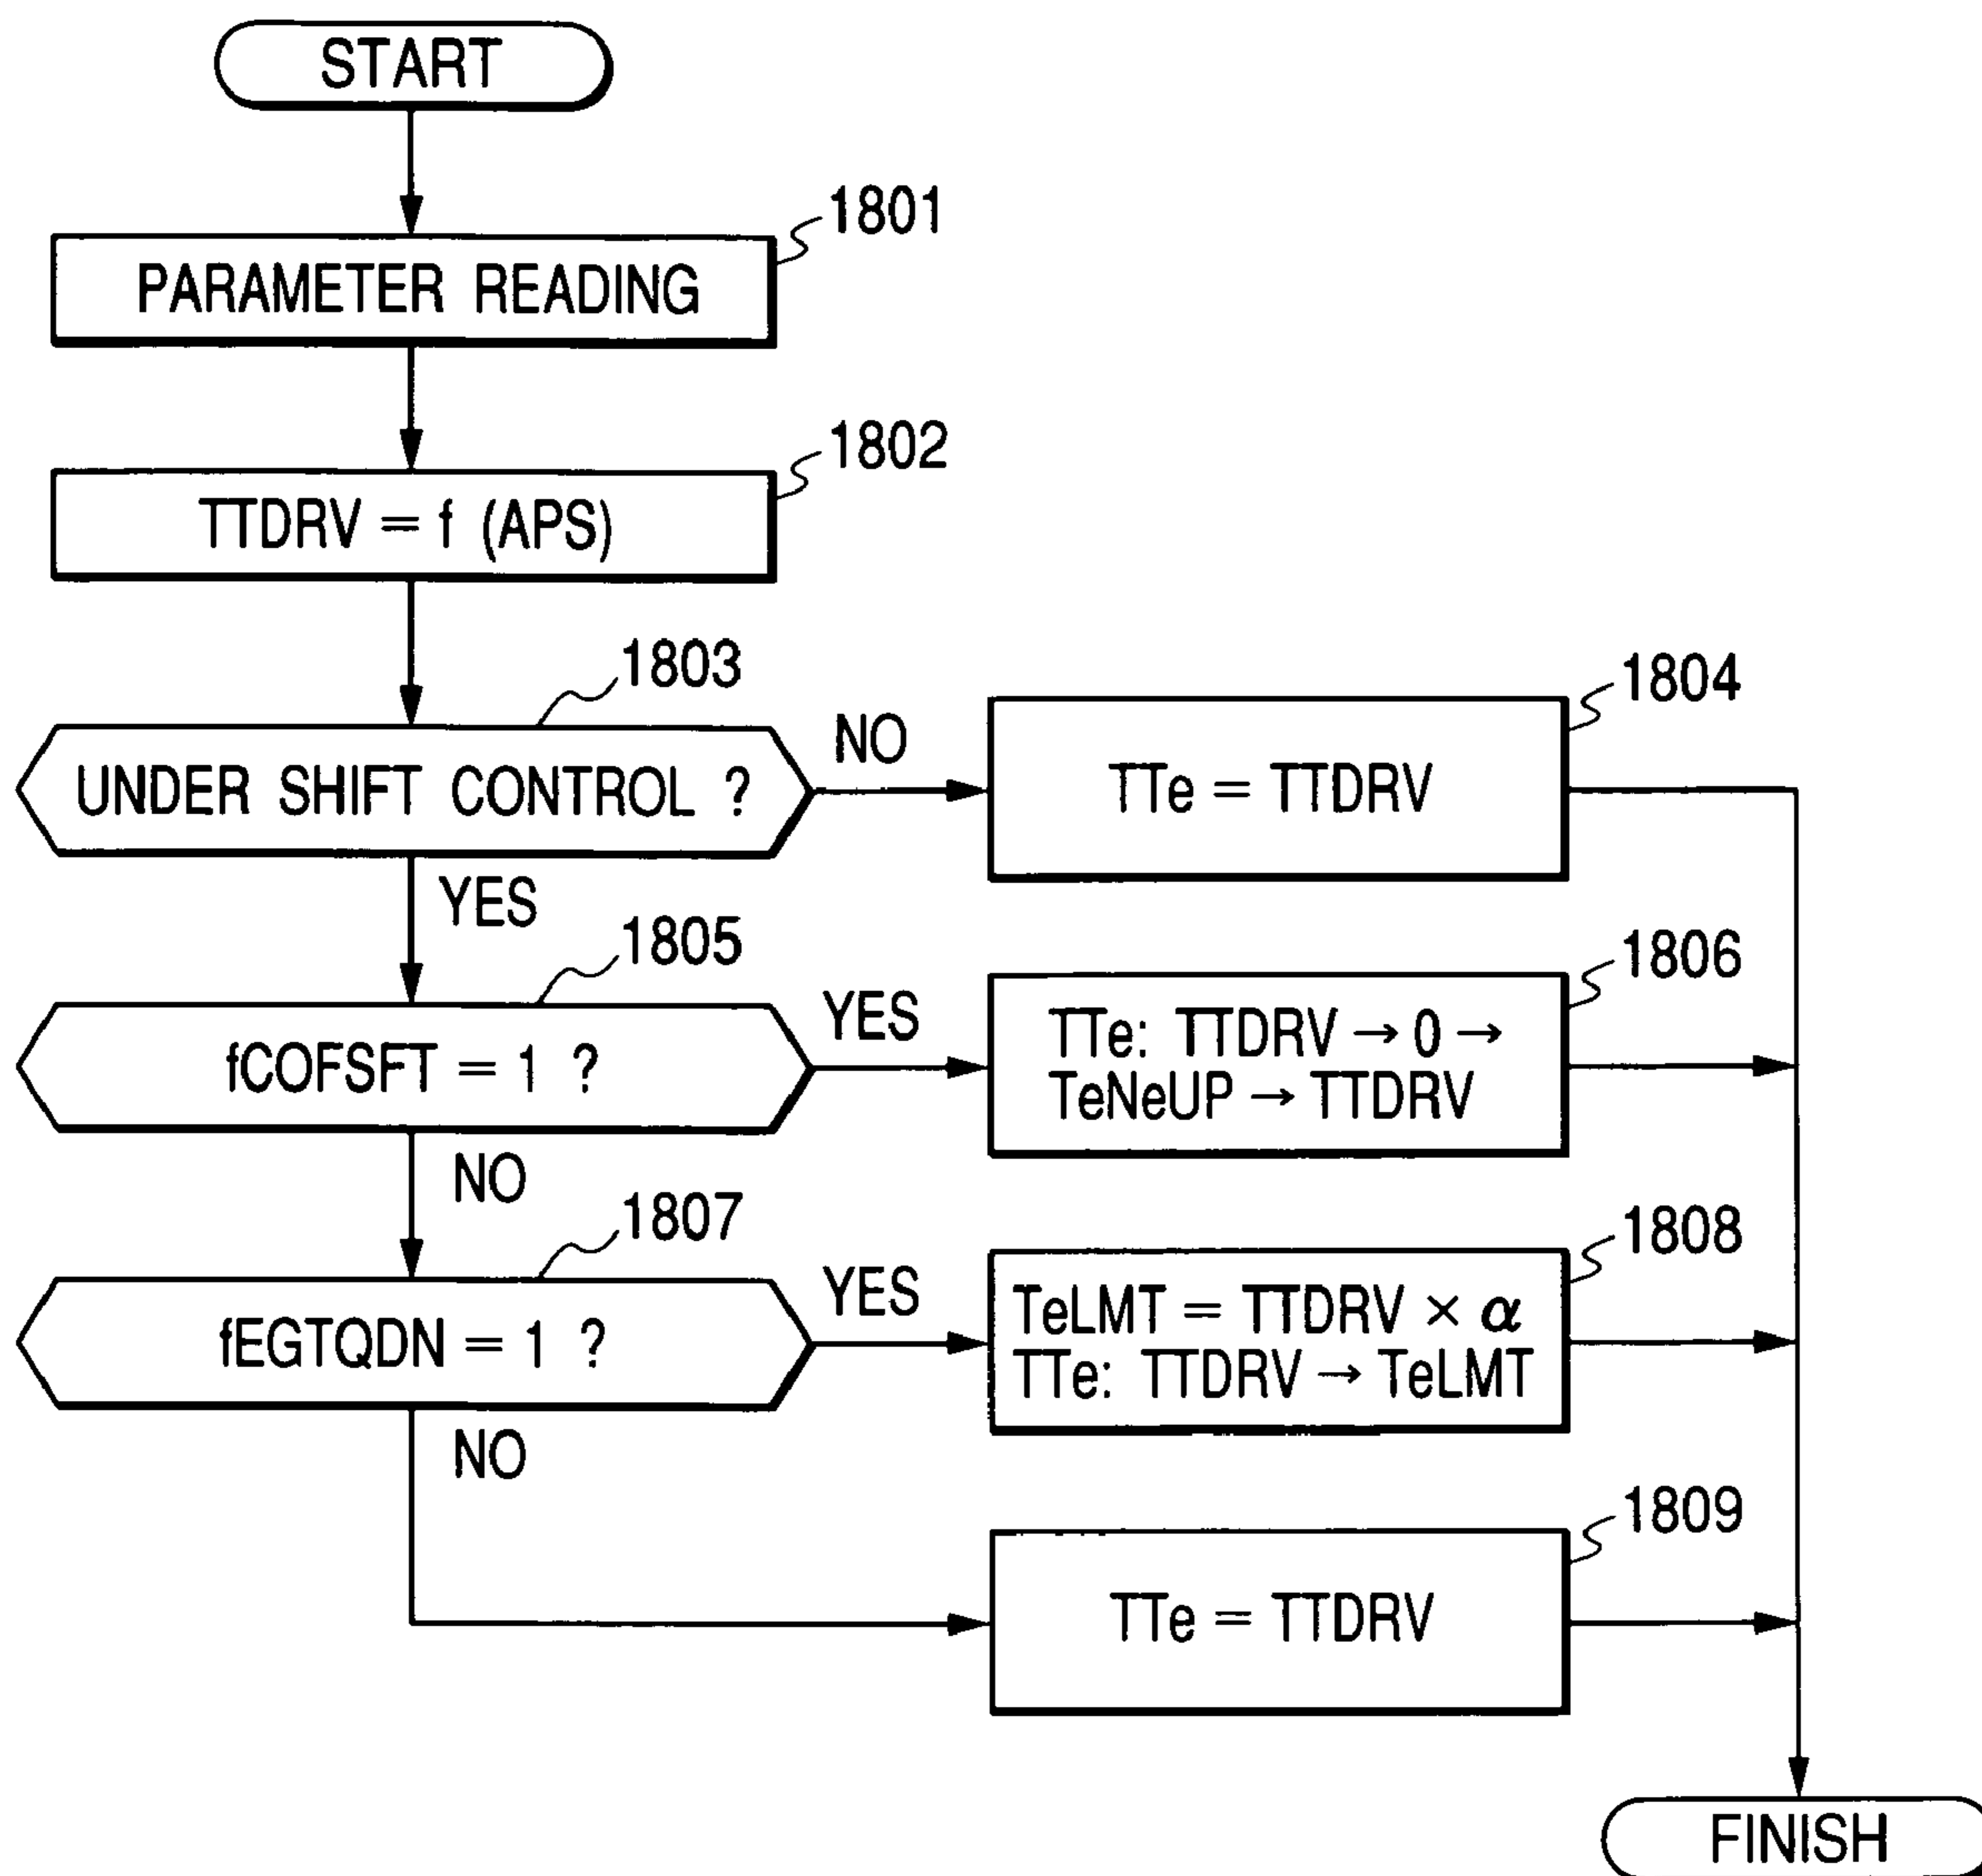 START
1801
PARAMETER READING
1802
TTDRV = f (APS)
1803
UNDER SHIFT CONTROL ?
NO
1804
TTe = TTDRV
YES
1805
fCOFSFT = 1 ?
YES
1806
TTe: TTDRV → 0 →
TeNeUP → TTDRV
NO
1807
fEGTQDN = 1 ?
YES
1808
TeLMT = TTDRV × α
TTe: TTDRV → TeLMT
NO
1809
TTe = TTDRV
FINISH